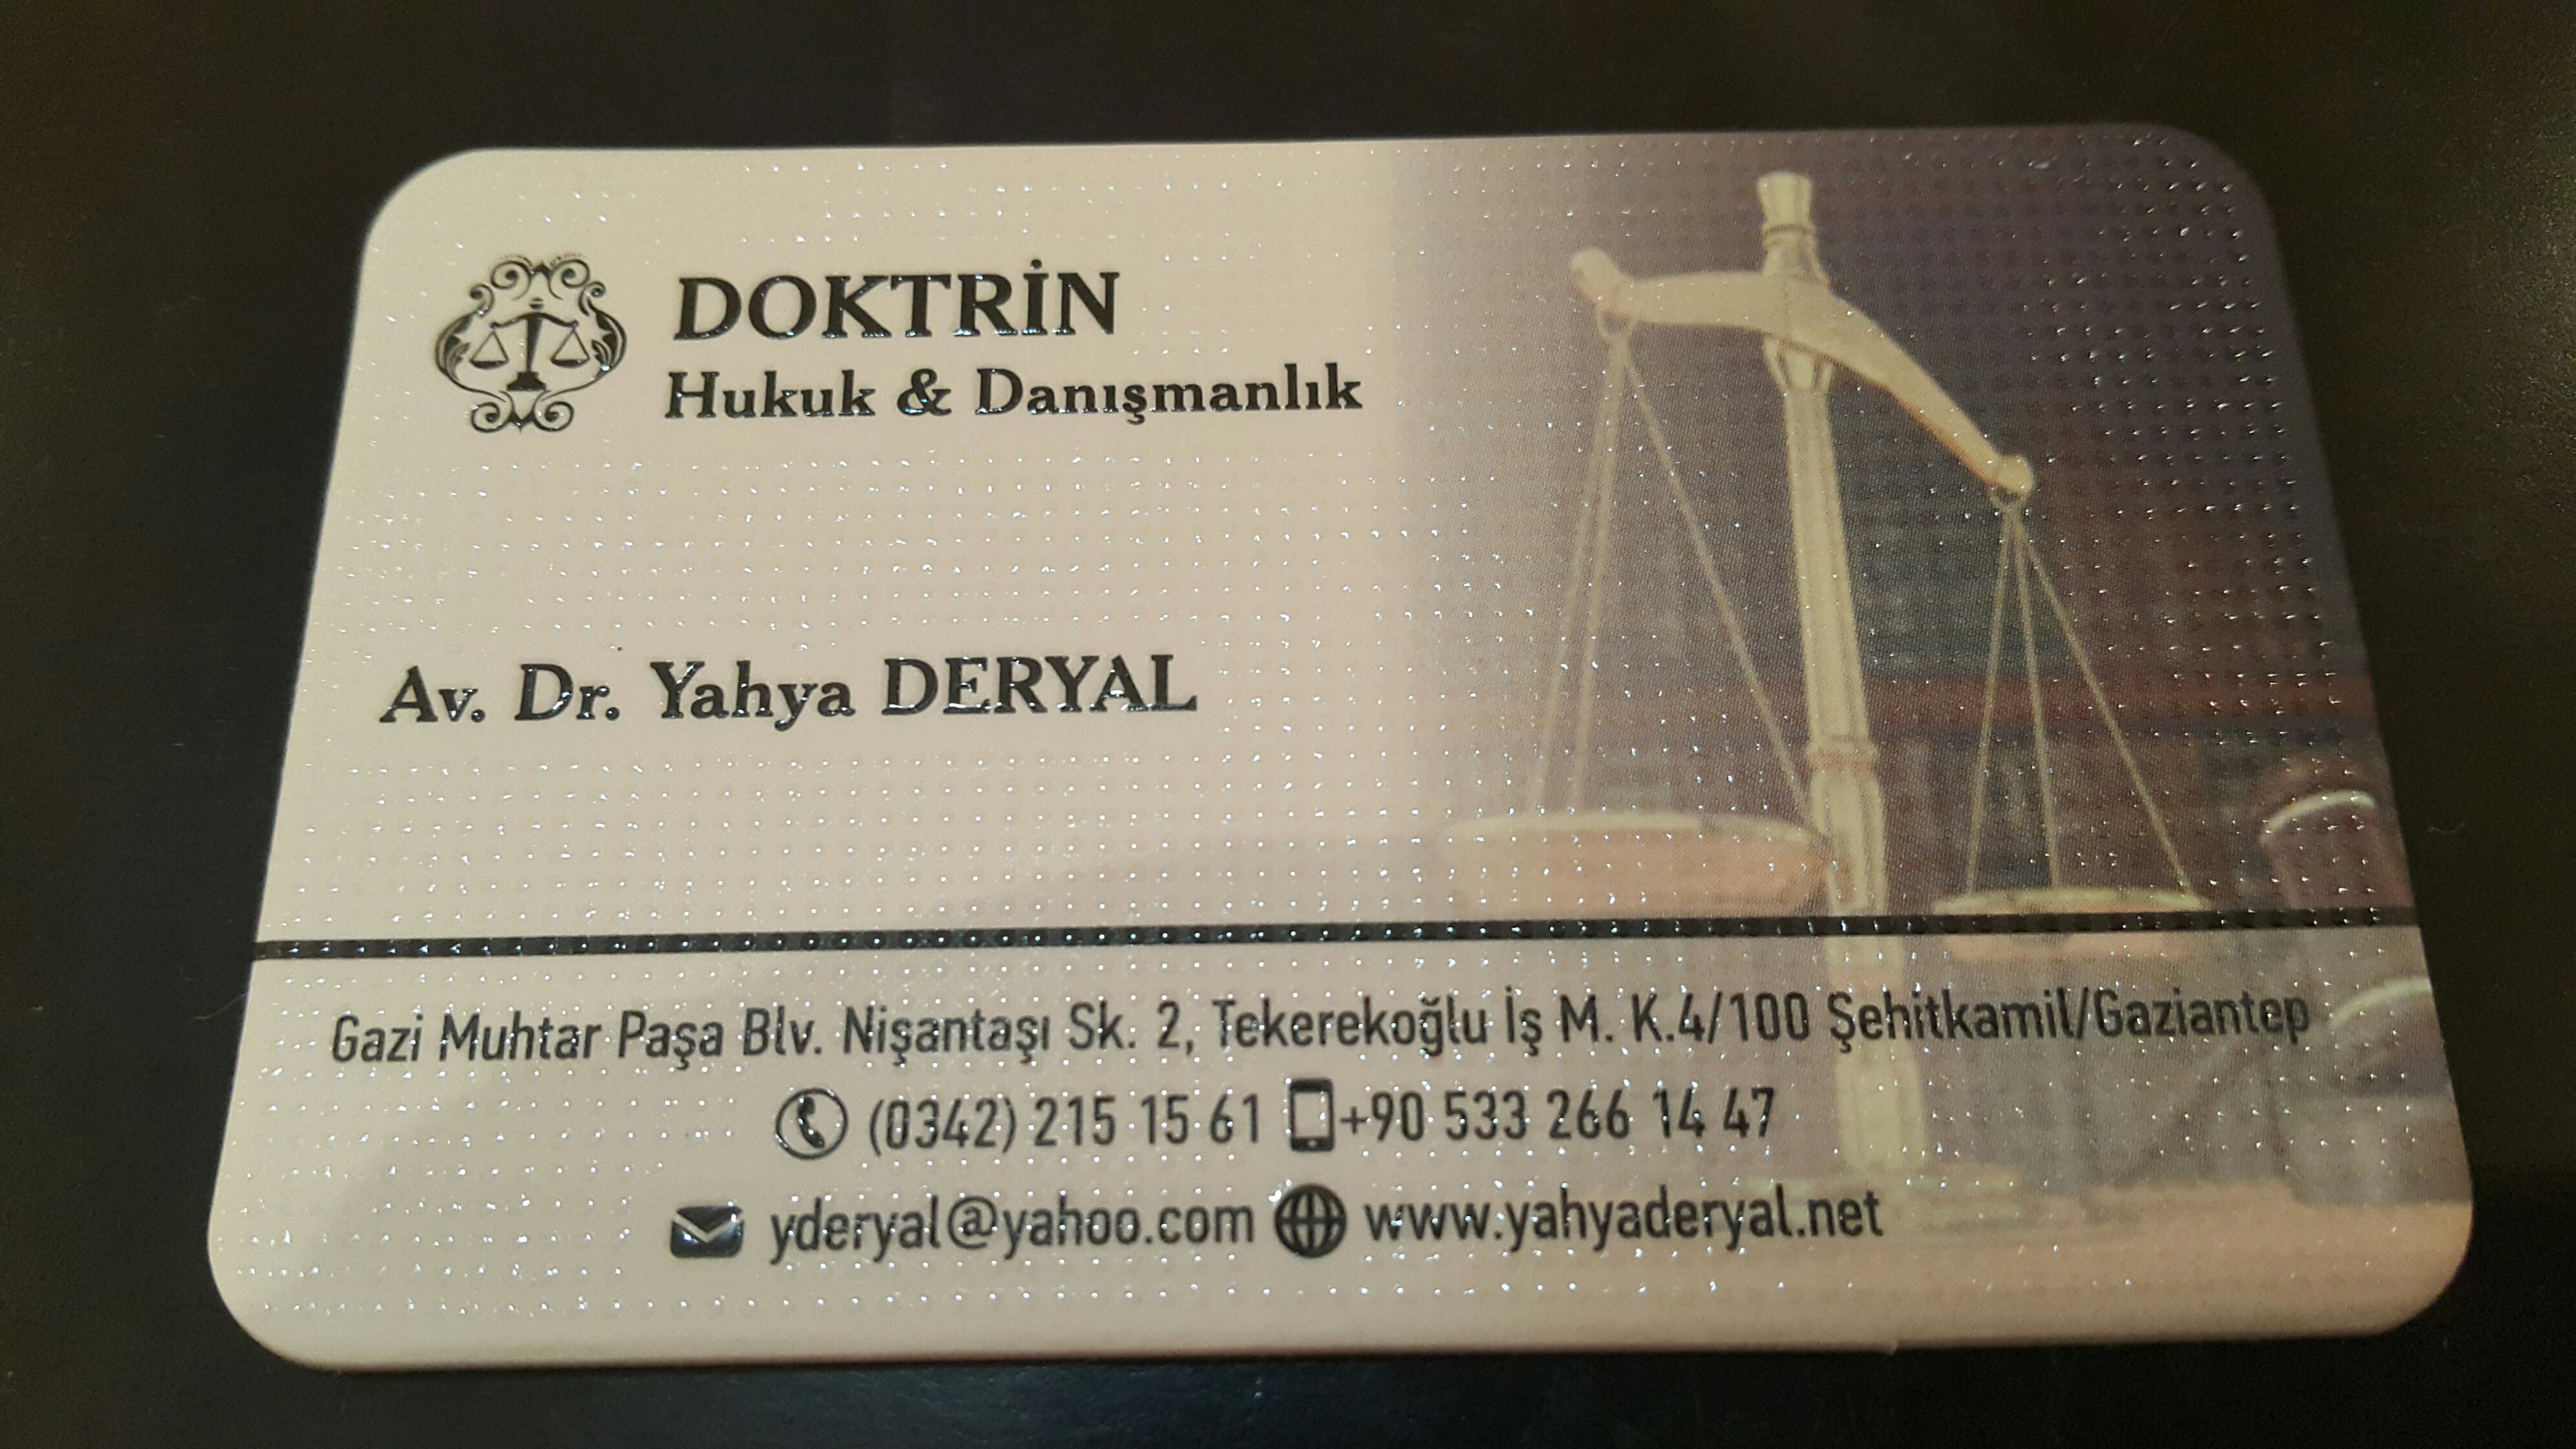 DOKTRİN
Hukuk & Danışmanlık
Av. Dr. Yahya DERYAL
Gazi Muhtar Paşa Blv. Nişantaşı Sk. 2, Tekerekoğlu İş M. K.4/100 Şehitkamil/Gaziantep
(0342) 215 15 61 +90 533 266 14 47
yderyal@yahoo.com www.yahyaderyal.net